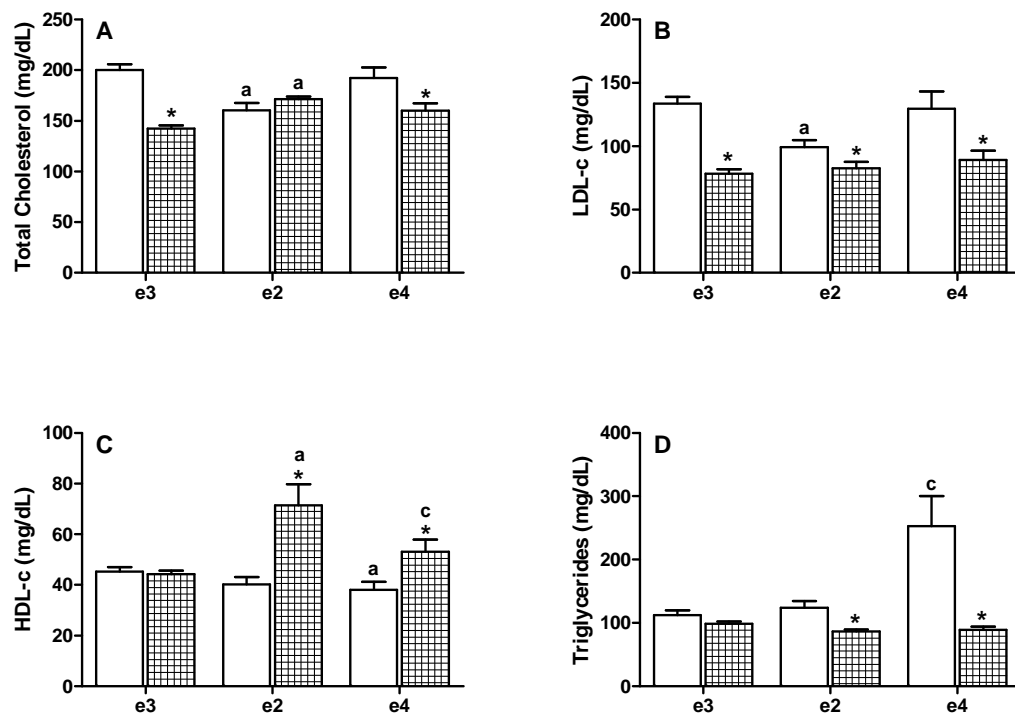 A
Total Cholesterol (mg/dL)
250
200
150
100
50
0
*
a
a
*
e3 e2 e4
B
LDL-c (mg/dL)
200
150
100
50
0
*
a
*
*
e3 e2 e4
C
HDL-c (mg/dL)
100
80
60
40
20
0
a
*
a
c
*
e3 e2 e4
D
Triglycerides (mg/dL)
400
300
200
100
0
*
c
*
e3 e2 e4